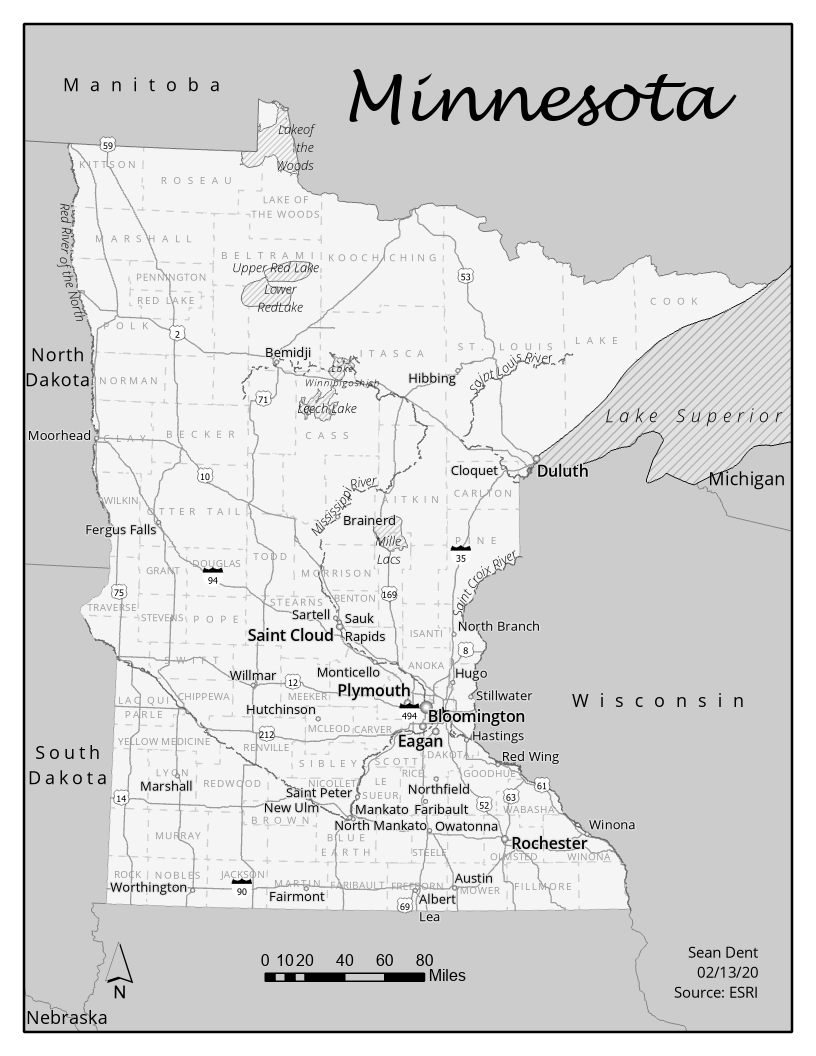 Minnesota
Manitoba
Lake of
the
Woods
59
KITTSON
ROSEAU
LAKE OF
THE WOODS
Red River of the North
MARSHALL
BELTRAMI
KOOCHICHING
Upper Red Lake
PENNINGTON
53
Lower
RedLake
RED LAKE
COOK
POLK
2
North
Dakota
Bemidji
ITASCA
ST. LOUIS
LAKE
Saint Louis River
Lake
Winnibigoshish
Hibbing
NORMAN
71
Leech Lake
Lake Superior
Moorhead
CLAY
BECKER
CASS
10
Cloquet
Duluth
Michigan
Mississippi River
WILKIN
OTTER TAIL
AITKIN
CARLTON
Fergus Falls
Brainerd
Mille
Lacs
PINE
35
GRANT
DOUGLAS
94
TODD
MORRISON
Saint Croix River
75
TRAVERSE
STEVENS
POPE
STEARNS
BENTON
169
Sartell
Sauk
Rapids
Saint Cloud
ISANTI
North Branch
8
SWIFT
ANOKA
Willmar
12
Monticello
Hugo
LAC QUI
PARLE
CHIPPEWA
MEEKER
Plymouth
Stillwater
Wisconsin
Hutchinson
494
Bloomington
212
MCLEOD
CARVER
Eagan
Hastings
YELLOW MEDICINE
RENVILLE
South
Dakota
SIBLEY
SCOTT
DAKOTA
Red Wing
LYON
Marshall
REDWOOD
NICOLLET
LE
SUEUR
RICE
GOODHUE
61
Saint Peter
Northfield
14
New Ulm
Mankato
Faribault
52
63
WABASHA
BROWN
North Mankato
Owatonna
Winona
MURRAY
BLUE
EARTH
STEELE
Rochester
OLMSTED
WINONA
ROCK
NOBLES
JACKSON
MARTIN
FARIBAULT
FREEBORN
Austin
MOWER
FILLMORE
Worthington
90
Fairmont
69
Albert
Lea
N
0 10 20 40 60 80
Miles
Sean Dent
02/13/20
Source: ESRI
Nebraska